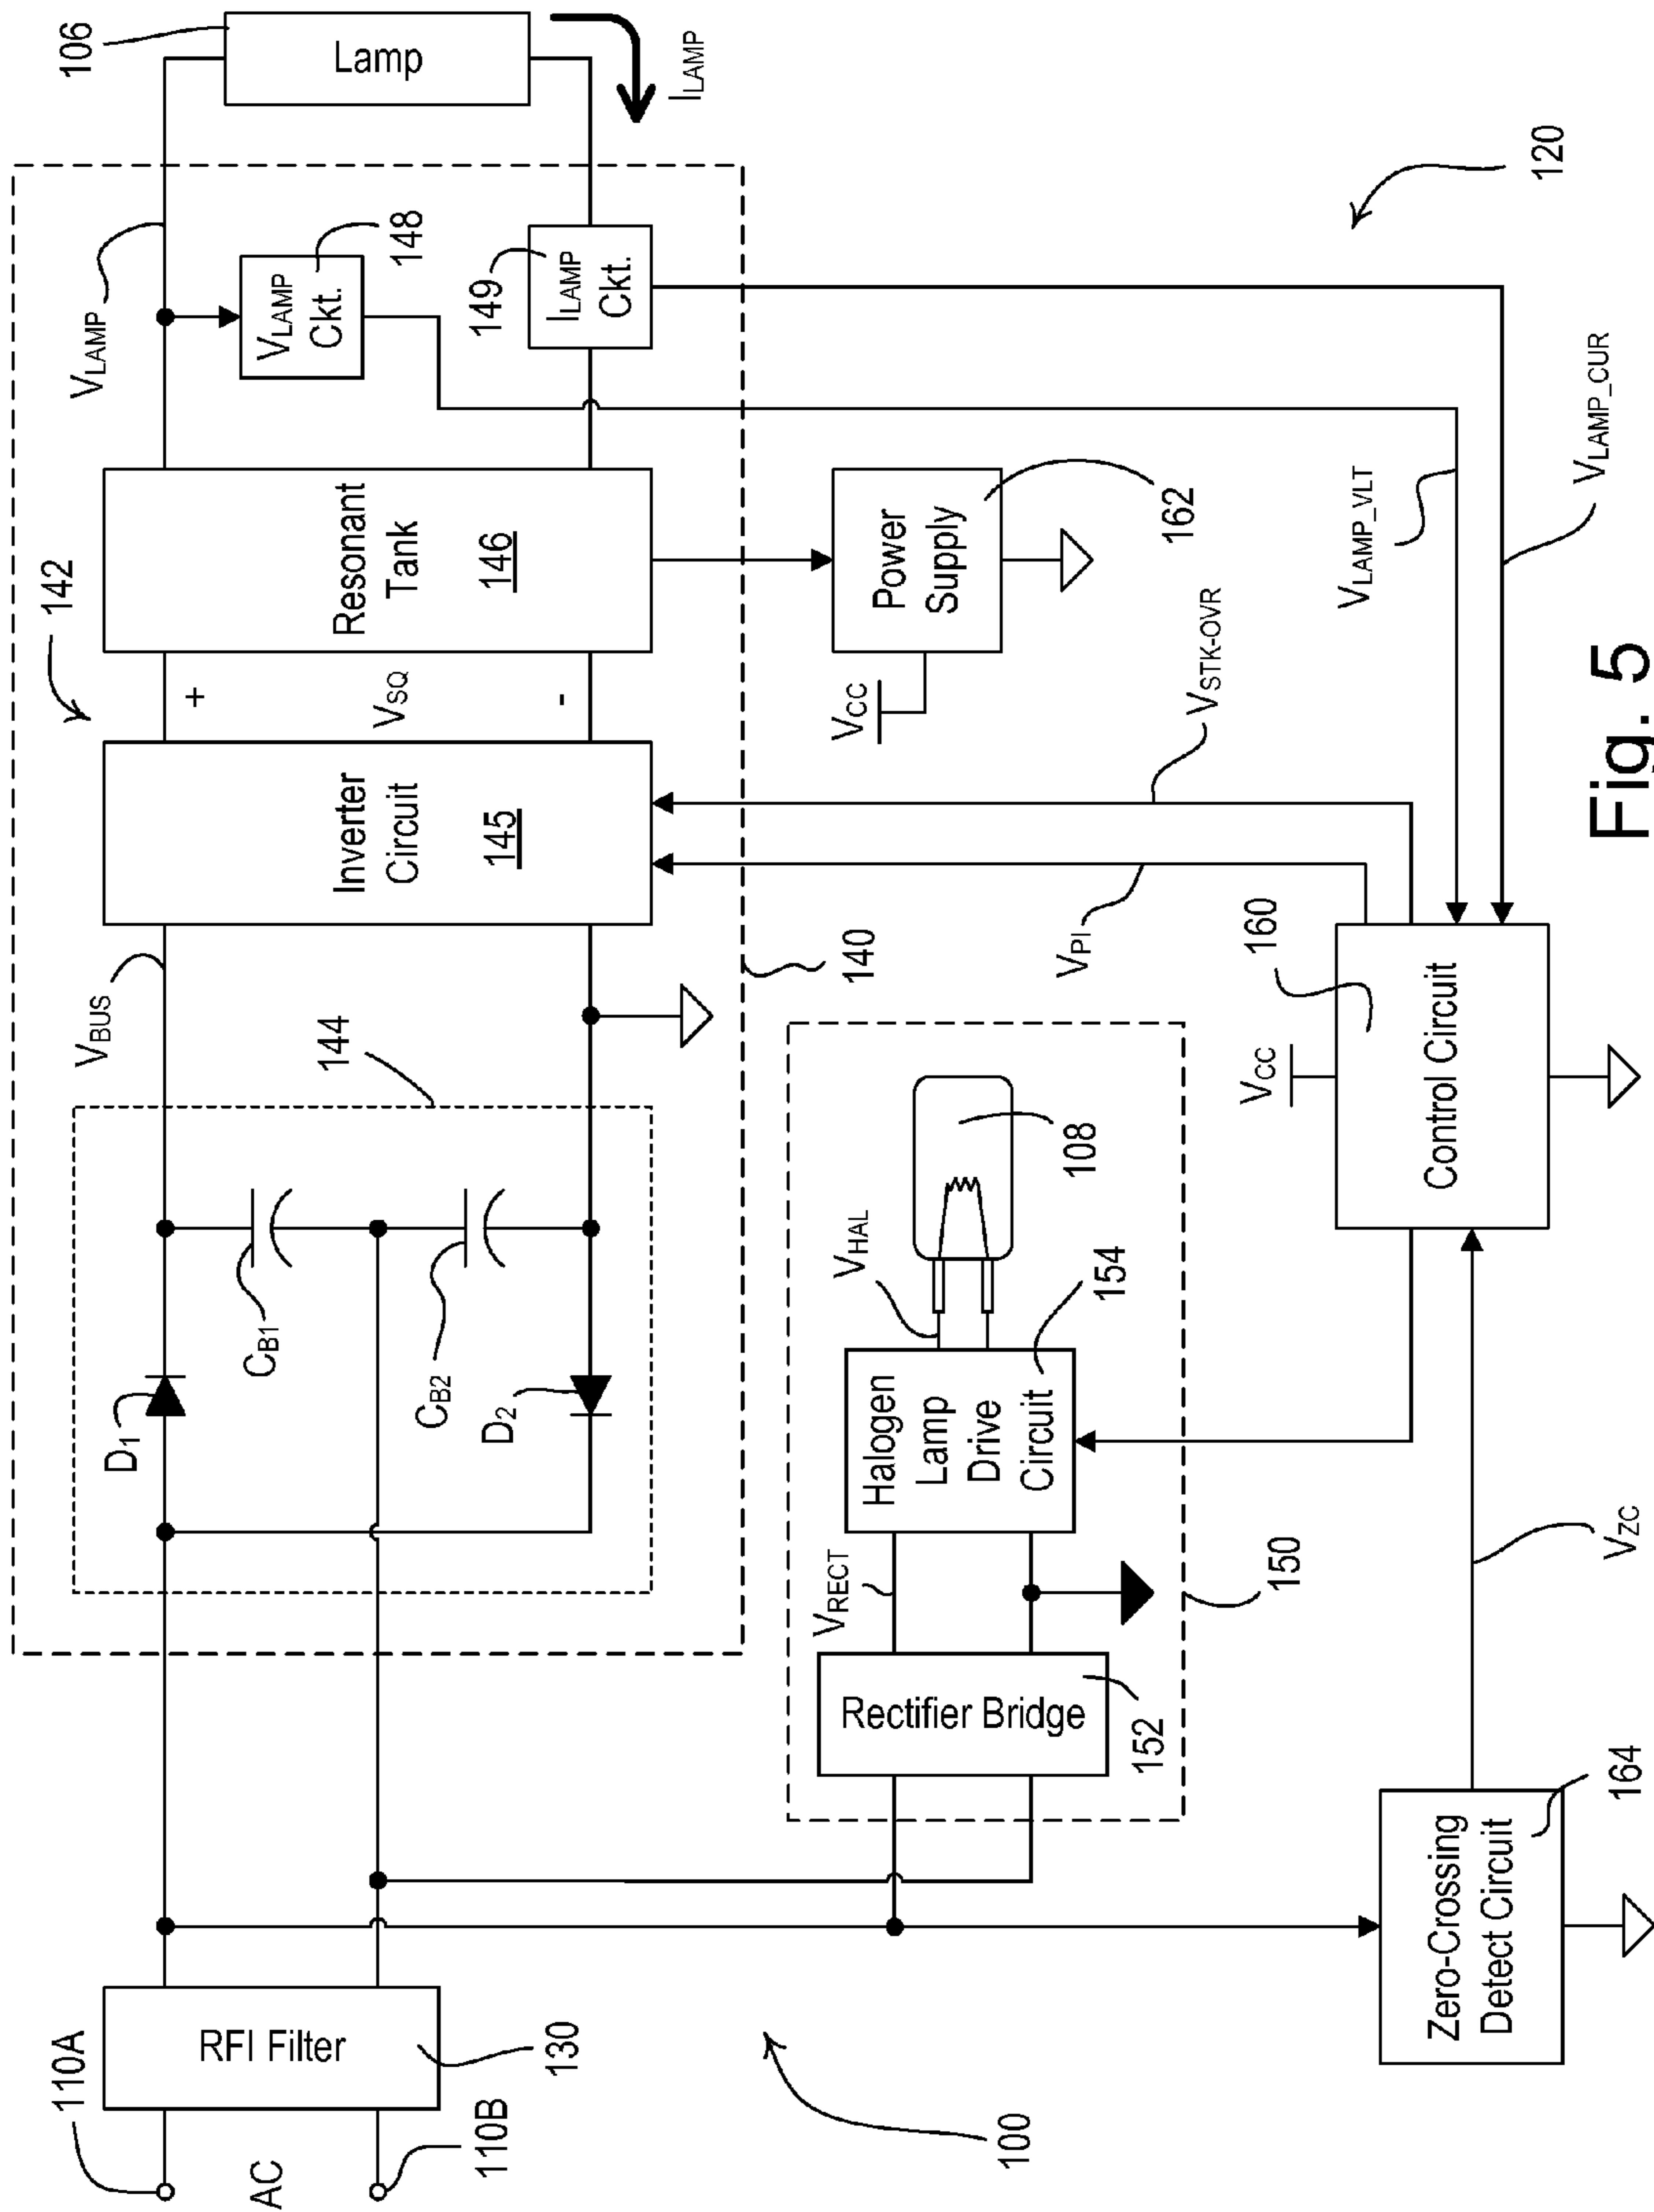 110A
AC
110B
RFI Filter
130
100
D1
CB1
CB2
D2
144
VBUS
142
Inverter
Circuit
145
+
VSQ
-
Resonant
Tank
146
VLAMP
VLAMP
Ckt.
148
149
ILAMP
Ckt.
106
Lamp
ILAMP
140
Rectifier Bridge
152
VRECT
Halogen
Lamp
Drive
Circuit
154
VHAL
108
150
VCC
Power
Supply
162
VPI
VSTK-OVR
VLAMP_VLT
VLAMP_CUR
120
Zero-Crossing
Detect Circuit
164
VZC
VCC
160
Control Circuit
Fig. 5